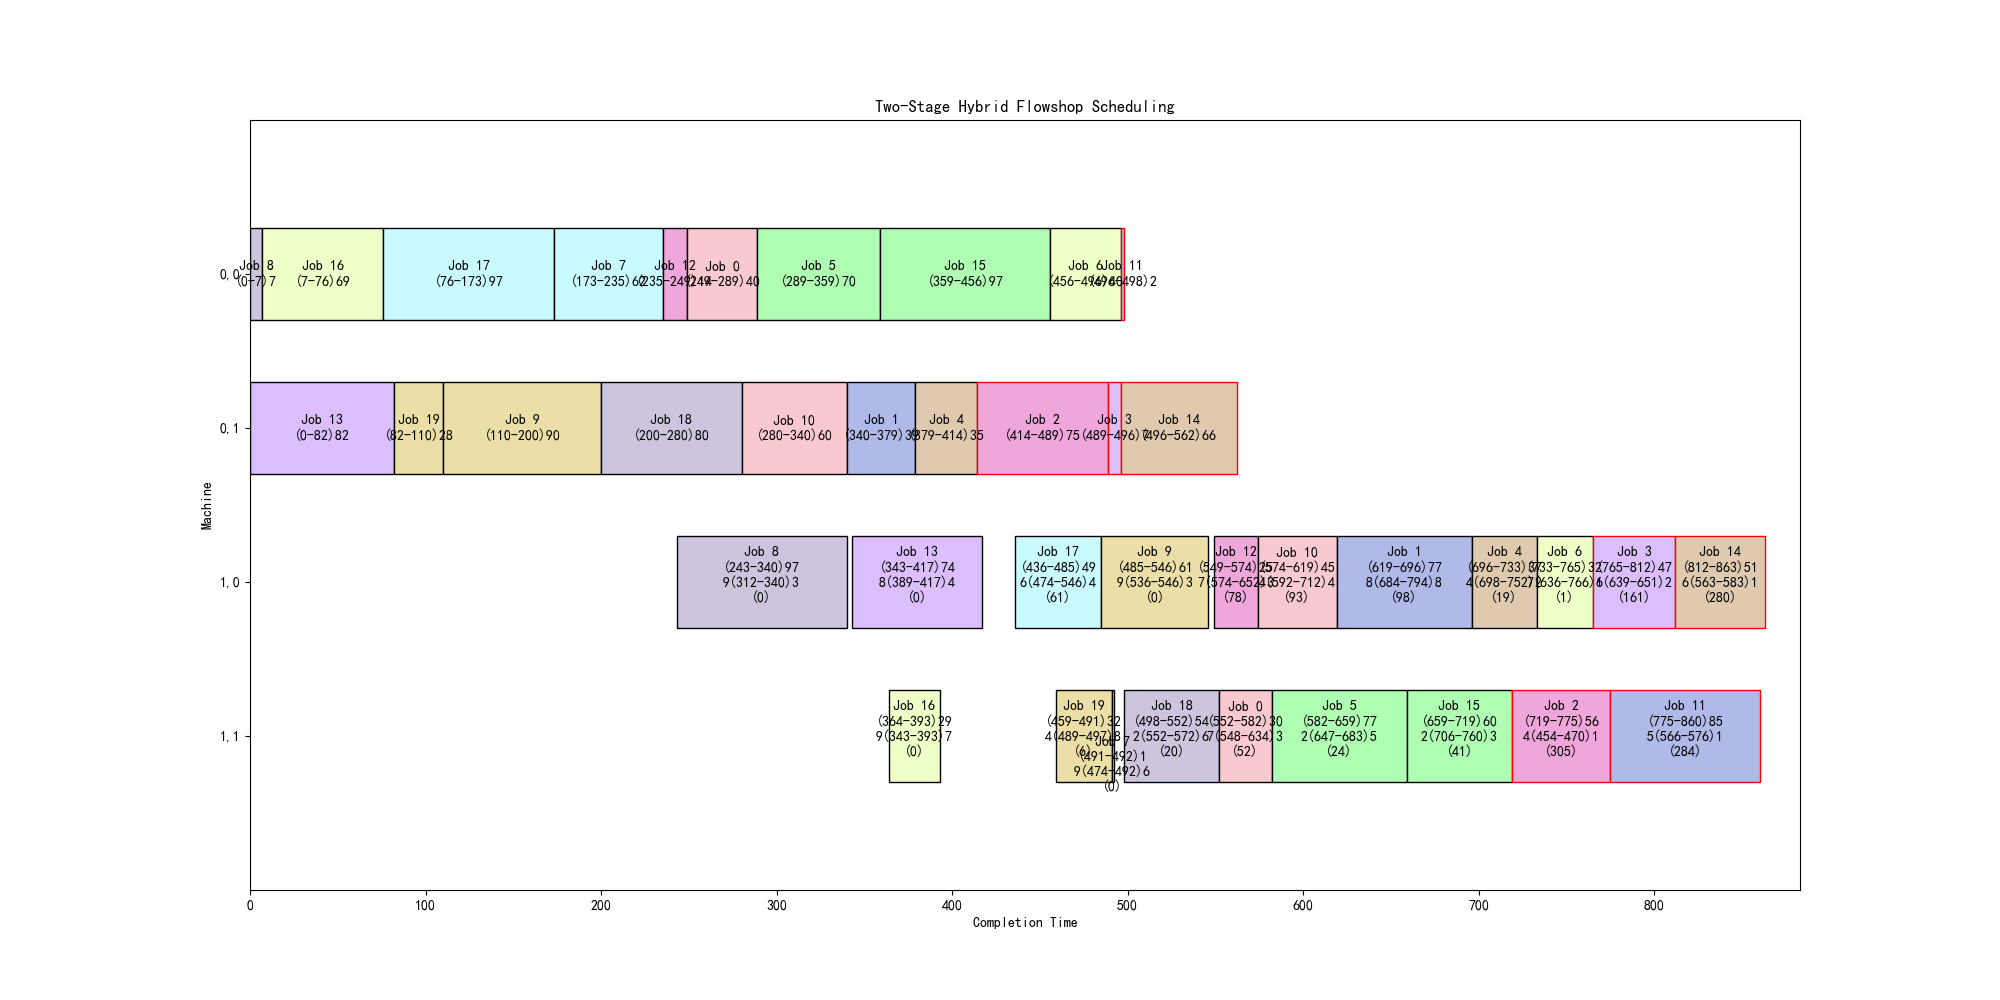 Two-Stage Hybrid Flowshop Scheduling
0,0
Job 8
(0-7)7
Job 16
(7-76)69
Job 17
(76-173)97
Job 7
(173-235)62
Job 12
(235-249)14
Job 0
(249-289)40
Job 5
(289-359)70
Job 15
(359-456)97
Job 6
(456-496)40
Job 11
(496-498)2
0,1
Job 13
(0-82)82
Job 19
(82-110)28
Job 9
(110-200)90
Job 18
(200-280)80
Job 10
(280-340)60
Job 1
(340-379)39
Job 4
(379-414)35
Job 2
(414-489)75
Job 3
(489-496)7
Job 14
(496-562)66
Machine
1,0
Job 8
(243-340)97
9(312-340)3
(0)
Job 13
(343-417)74
8(389-417)4
(0)
Job 17
(436-485)49
6(474-546)4
(61)
Job 9
(485-546)61
9(536-546)3
(0)
Job 12
(549-574)25
7(574-652)3
(78)
Job 10
(574-619)45
4(592-712)4
(93)
Job 1
(619-696)77
8(684-794)8
(98)
Job 4
(696-733)37
4(698-752)2
(19)
Job 6
(733-765)32
(1)
Job 3
(765-812)47
6(639-651)2
(161)
Job 14
(812-863)51
6(563-583)1
(280)
1,1
Job 16
(364-393)29
9(343-393)7
(0)
Job 19
(459-491)32
4(489-497)8
(6)
Job 7
(491-492)1
9(474-492)6
(0)
Job 18
(498-552)54
2(552-572)6
(20)
Job 0
(552-582)30
7(548-634)3
(52)
Job 5
(582-659)77
2(647-683)5
(24)
Job 15
(659-719)60
2(706-760)3
(41)
Job 2
(719-775)56
4(454-470)1
(305)
Job 11
(775-860)85
5(566-576)1
(284)
0
100
200
300
400
500
600
700
800
Completion Time